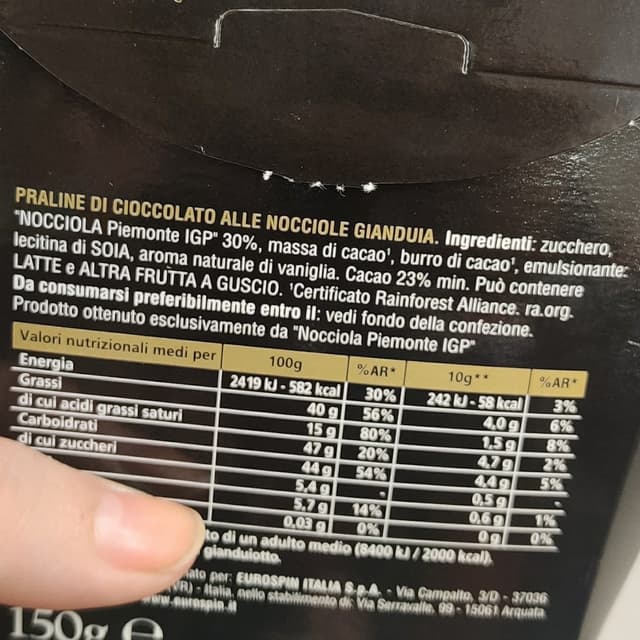 PRALINE DI CIOCCOLATO ALLE NOCCIOLE GIANDUIA. Ingredienti: zucchero,
"NOCCIOLA Piemonte IGP" 30%, massa di cacao¹, burro di cacao¹, emulsionante:
lecitina di SOIA, aroma naturale di vaniglia. Cacao 23% min. Può contenere
LATTE e ALTRA FRUTTA A GUSCIO. ¹Certificato Rainforest Alliance. ra.org.
Da consumarsi preferibilmente entro il: vedi fondo della confezione.
Prodotto ottenuto esclusivamente da "Nocciola Piemonte IGP"
Valori nutrizionali medi per 100g %AR* 10g** %AR*
Energia 2419 kJ - 582 kcal 30% 242 kJ - 58 kcal 3%
Grassi 40 g 56% 4,0 g 6%
di cui acidi grassi saturi 15 g 80% 1,5 g 8%
Carboidrati 47 g 20% 4,7 g 2%
di cui zuccheri 44 g 54% 4,4 g 5%
5,4 g - 0,5 g -
5,7 g 14% 0,6 g 1%
0,03 g 0% 0 g 0%
to di un adulto medio (8400 kJ / 2000 kcal).
gianduiotto.
ato per: EUROSPIN ITALIA S.p.A. - Via Campalto, 3/D - 37036
(VR) - Italia, nello stabilimento di: Via Serravalle, 99 - 15061 Arquata
www.eurospin.it
150g e